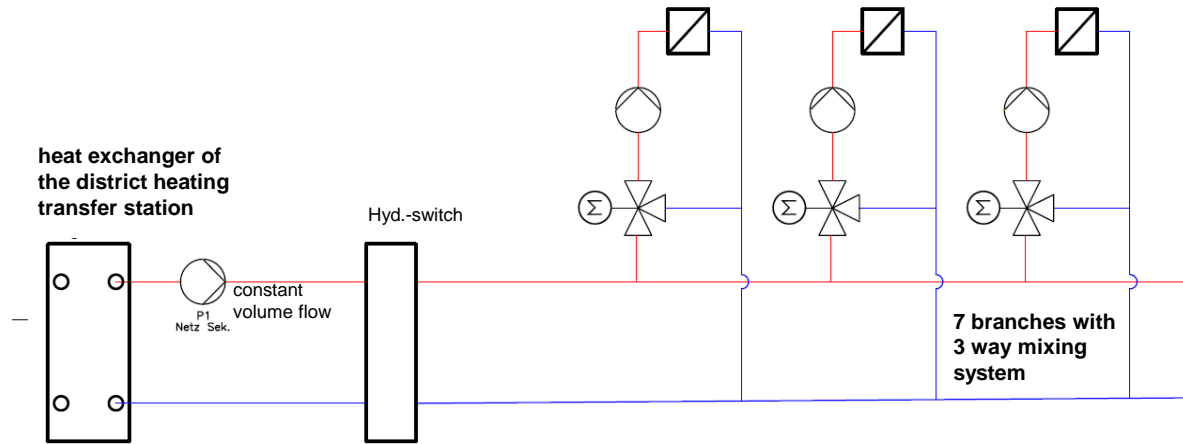 heat exchanger of
the district heating
transfer station
Hyd.-switch
P1
Netz Sek.
constant
volume flow
Σ
Σ
Σ
7 branches with
3 way mixing
system